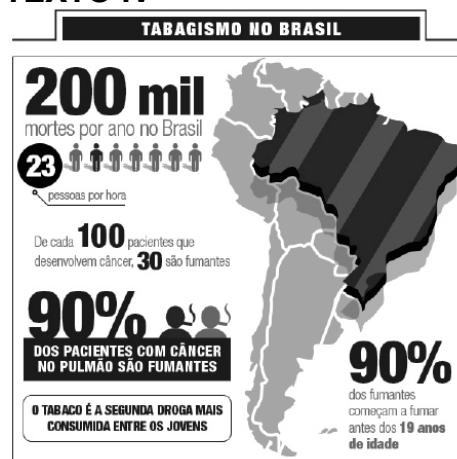 TEXTO IV
TABAGISMO NO BRASIL
200 mil
mortes por ano no Brasil
23
pessoas por hora
De cada 100 pacientes que
desenvolvem câncer, 30 são fumantes
90%
DOS PACIENTES COM CÂNCER
NO PULMÃO SÃO FUMANTES
O TABACO É A SEGUNDA DROGA MAIS
CONSUMIDA ENTRE OS JOVENS
90%
dos fumantes
começam a fumar
antes dos 19 anos
de idade